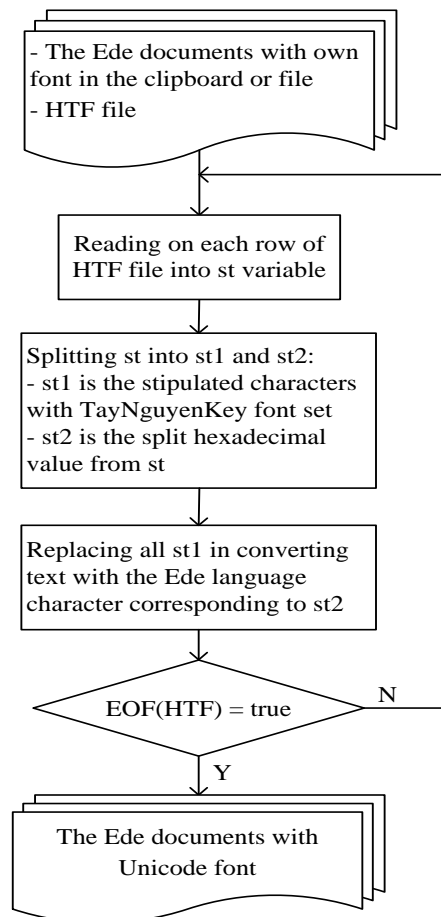 - The Ede documents with own
font in the clipboard or file
- HTF file
Reading on each row of
HTF file into st variable
Splitting st into st1 and st2:
- st1 is the stipulated characters
with TayNguyenKey font set
- st2 is the split hexadecimal
value from st
Replacing all st1 in converting
text with the Ede language
character corresponding to st2
EOF(HTF) = true
N
Y
The Ede documents with
Unicode font